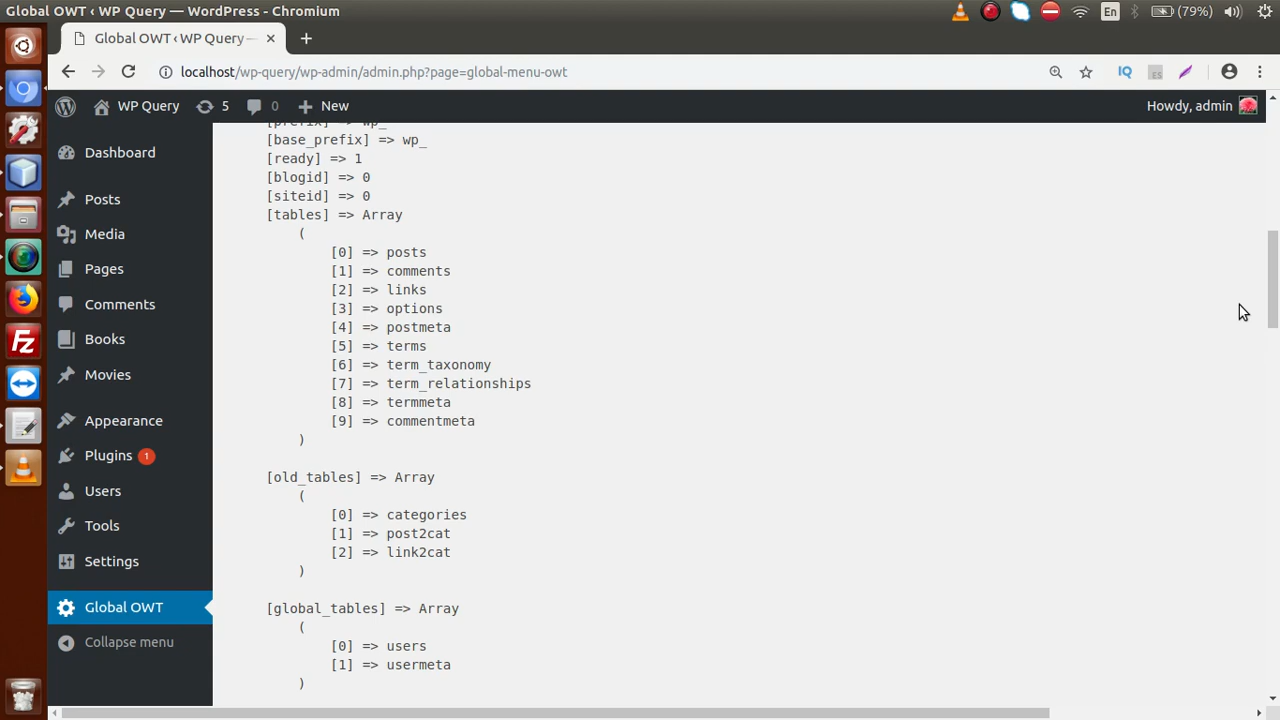 Global OWT ‹ WP Query — WordPress - Chromium
En
(79%)
Global OWT ‹ WP Query —
localhost/wp-query/wp-admin/admin.php?page=global-menu-owt
IQ
ES
WP Query
5
0
New
Howdy, admin
Dashboard
Posts
Media
Pages
Comments
Books
Movies
Appearance
Plugins 1
Users
Tools
Settings
Global OWT
Collapse menu
[prefix] => wp_
[base_prefix] => wp_
[ready] => 1
[blogid] => 0
[siteid] => 0
[tables] => Array
(
[0] => posts
[1] => comments
[2] => links
[3] => options
[4] => postmeta
[5] => terms
[6] => term_taxonomy
[7] => term_relationships
[8] => termmeta
[9] => commentmeta
)
[old_tables] => Array
(
[0] => categories
[1] => post2cat
[2] => link2cat
)
[global_tables] => Array
(
[0] => users
[1] => usermeta
)